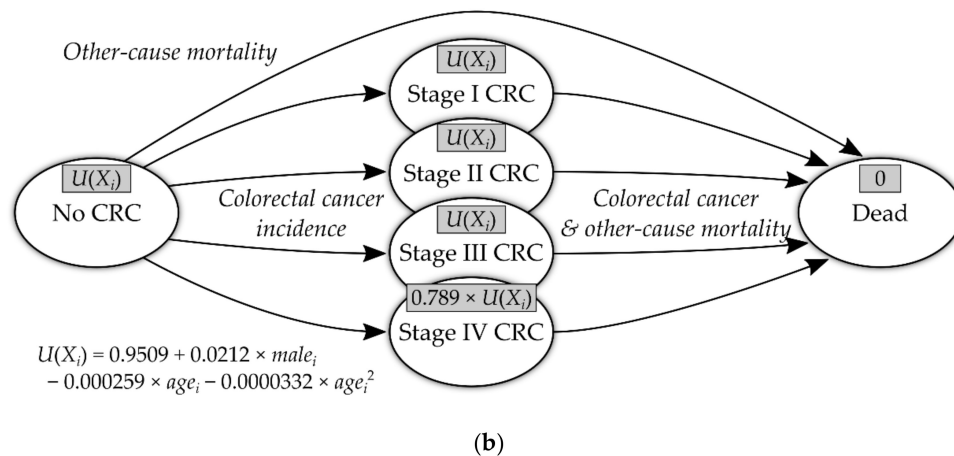 Other-cause mortality
U(Xᵢ)
Stage I CRC
U(Xᵢ)
Stage II CRC
U(Xᵢ)
No CRC
Colorectal cancer
incidence
U(Xᵢ)
Stage III CRC
Colorectal cancer
& other-cause mortality
0
Dead
0.789 × U(Xᵢ)
Stage IV CRC
U(Xᵢ) = 0.9509 + 0.0212 × maleᵢ
− 0.000259 × ageᵢ − 0.0000332 × ageᵢ²
(b)